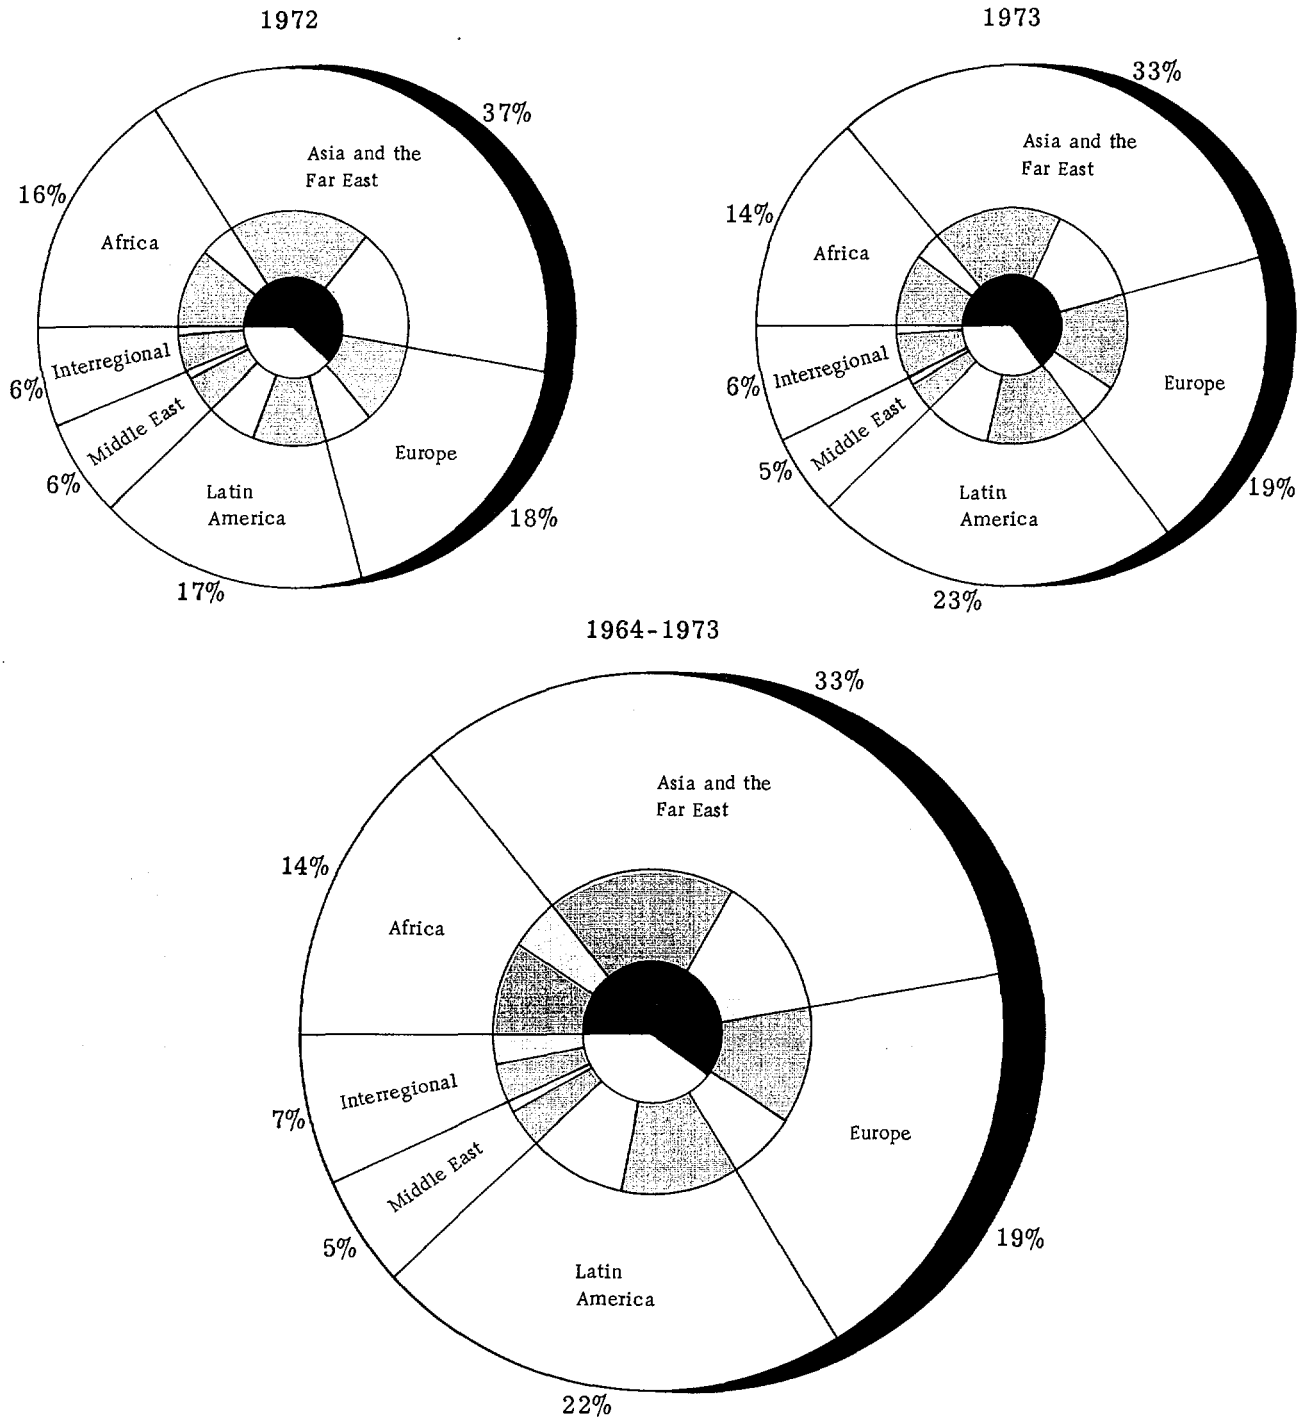 1972
37%
Asia and the
Far East
16%
Africa
Interregional
6%
Middle East
6%
Europe
Latin
America
18%
17%
1973
33%
Asia and the
Far East
14%
Africa
Interregional
6%
Middle East
5%
Europe
Latin
America
19%
23%
1964-1973
33%
Asia and the
Far East
14%
Africa
Interregional
7%
Middle East
5%
Europe
19%
Latin
America
22%